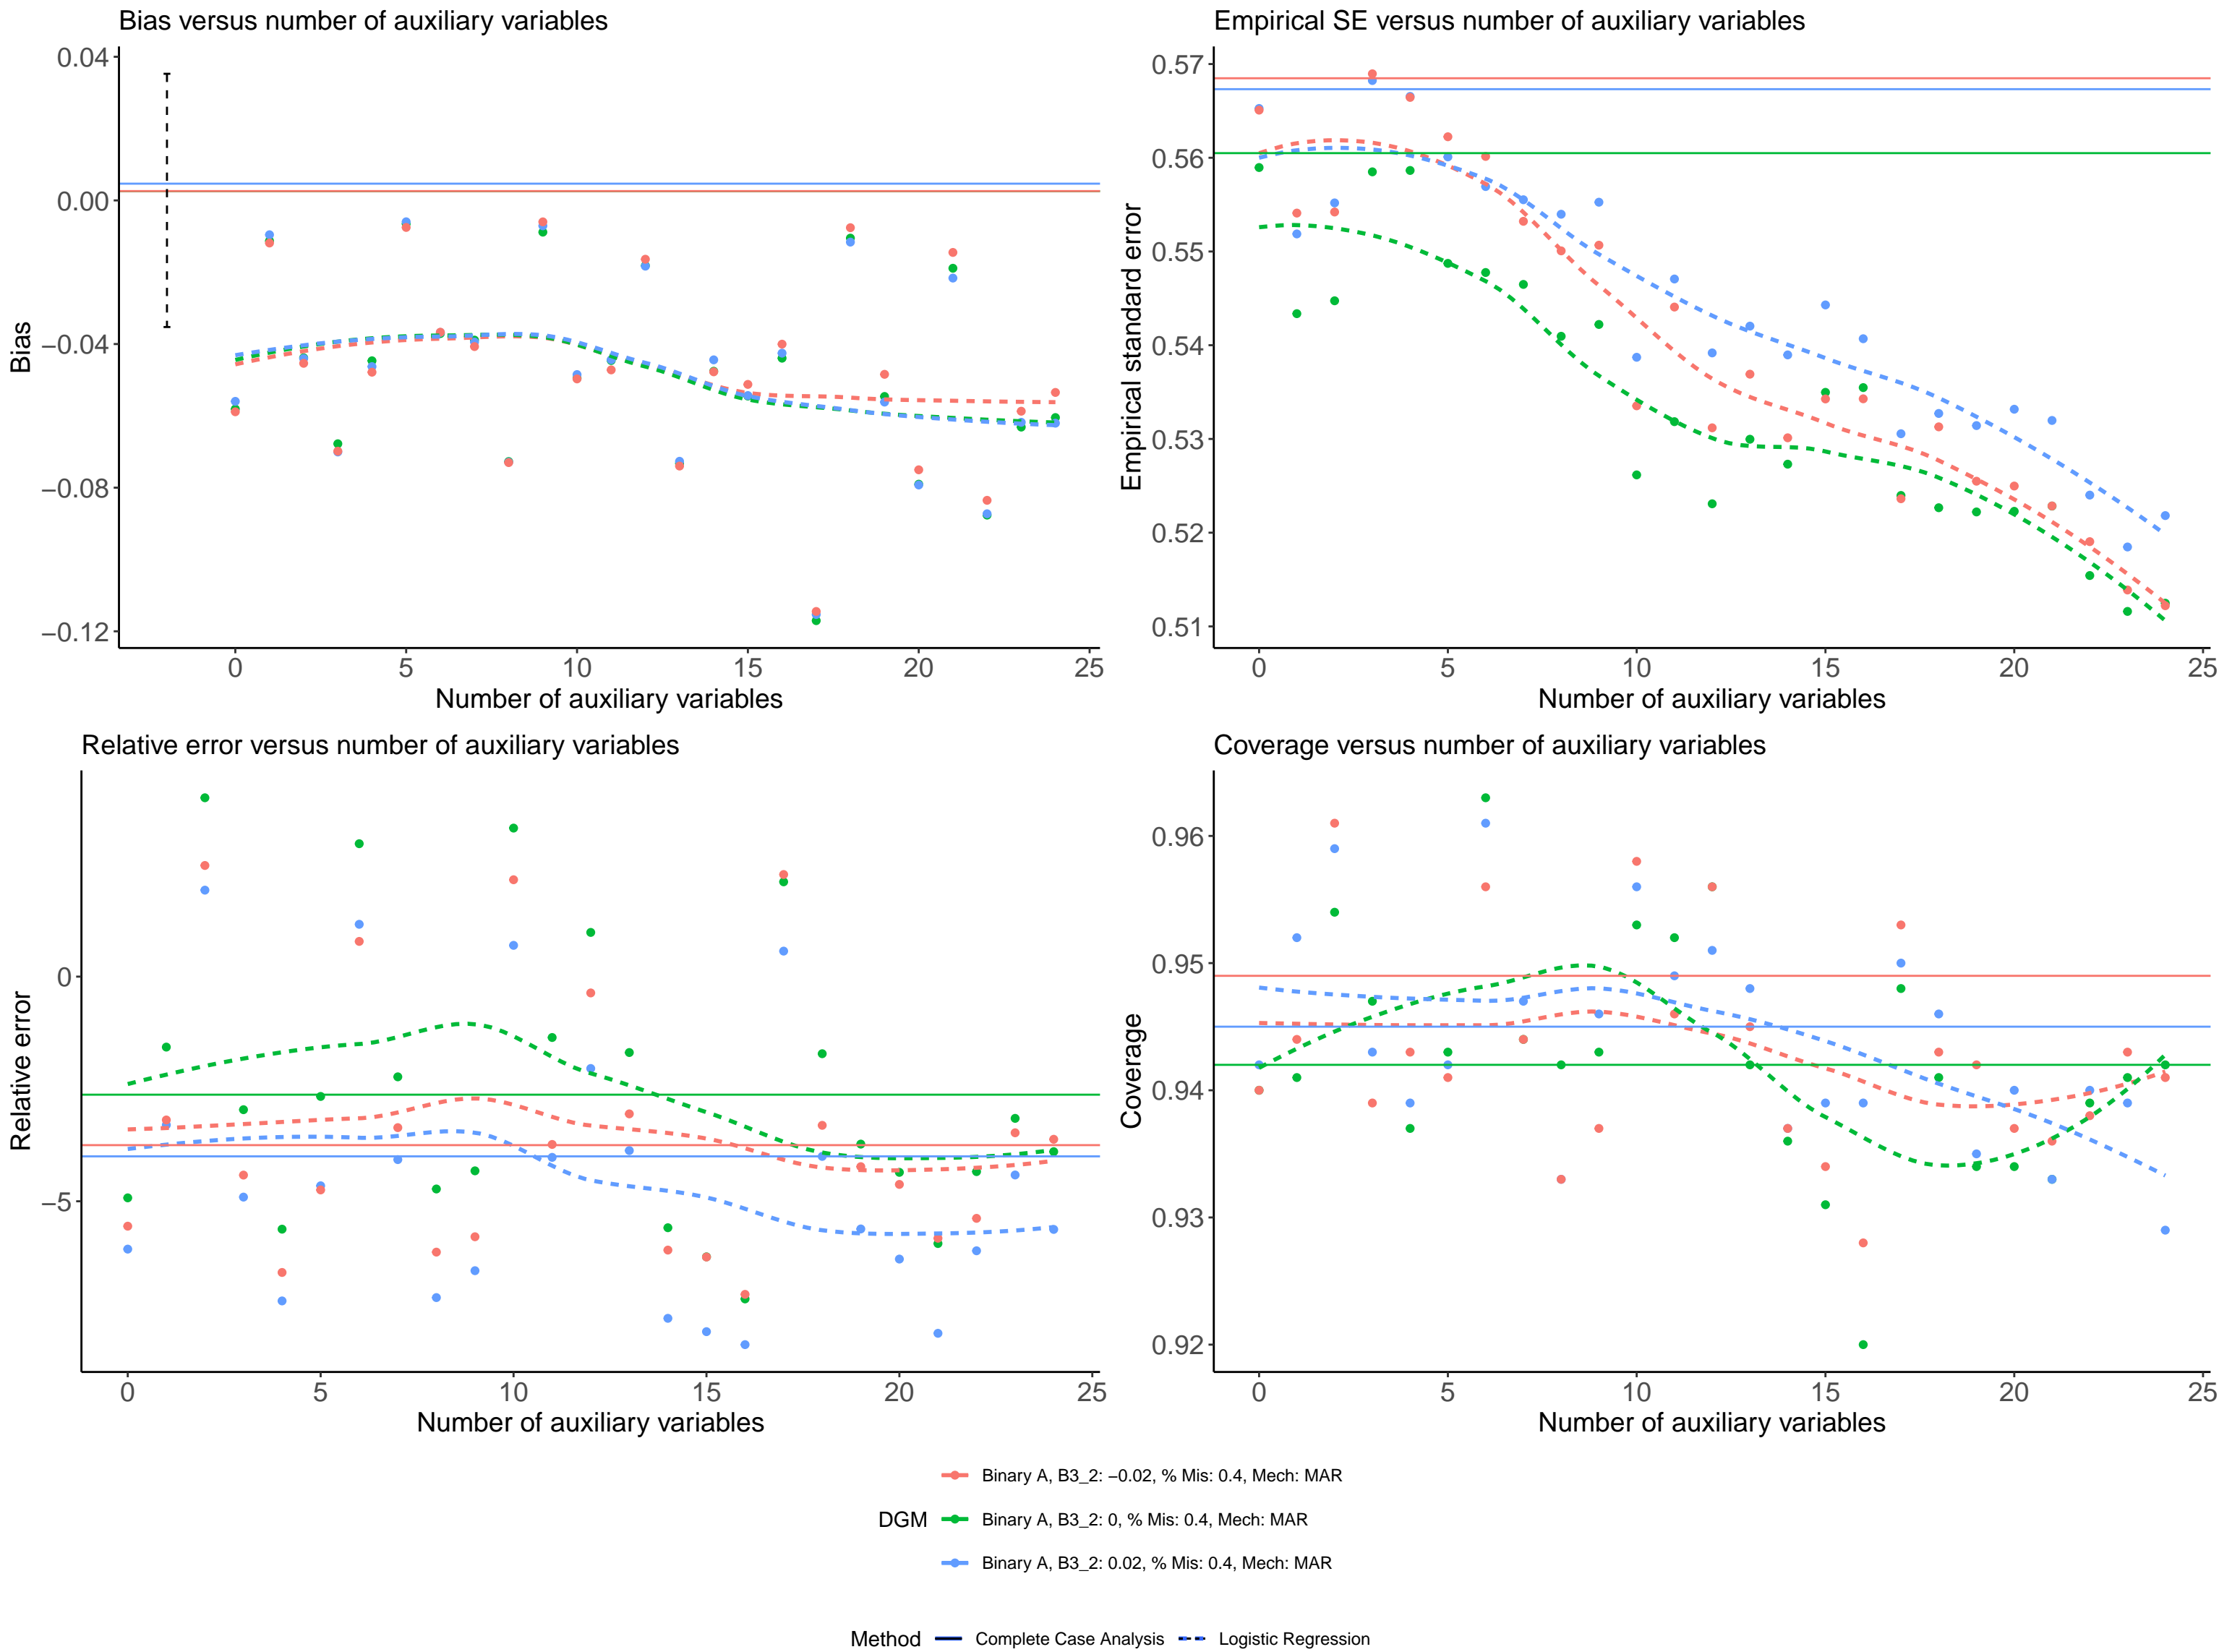 Bias versus number of auxiliary variables
0.04
0.00
−0.04
−0.08
−0.12
Bias
0 5 10 15 20 25
Number of auxiliary variables
Empirical SE versus number of auxiliary variables
0.57
0.56
0.55
0.54
0.53
0.52
0.51
Empirical standard error
0 5 10 15 20 25
Number of auxiliary variables
Relative error versus number of auxiliary variables
0
−5
Relative error
0 5 10 15 20 25
Number of auxiliary variables
Coverage versus number of auxiliary variables
0.96
0.95
0.94
0.93
0.92
Coverage
0 5 10 15 20 25
Number of auxiliary variables
DGM
Binary A, B3_2: −0.02, % Mis: 0.4, Mech: MAR
Binary A, B3_2: 0, % Mis: 0.4, Mech: MAR
Binary A, B3_2: 0.02, % Mis: 0.4, Mech: MAR
Method Complete Case Analysis Logistic Regression